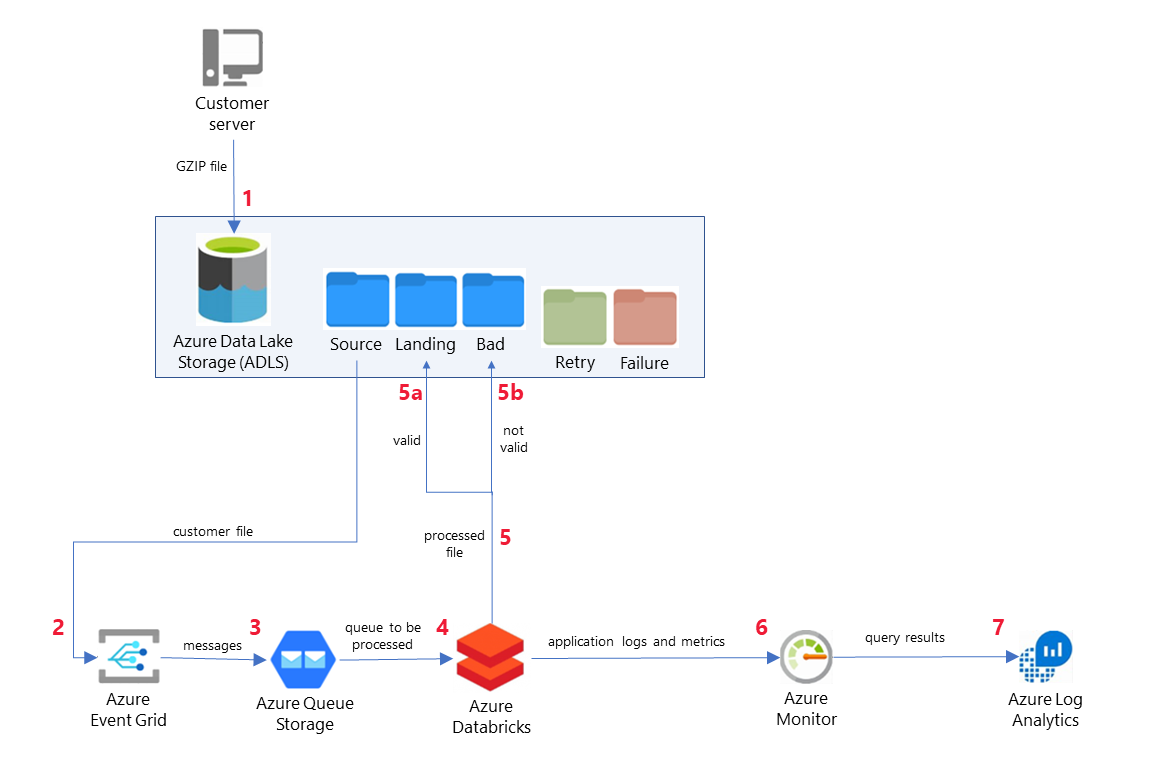 Customer
server
GZIP file
1
Azure Data Lake
Storage (ADLS)
Source
Landing
Bad
Retry
Failure
5a
5b
valid
not
valid
customer file
processed
file
5
2
Azure
Event Grid
messages
3
Azure Queue
Storage
queue to be
processed
4
Azure
Databricks
application logs and metrics
6
Azure
Monitor
query results
7
Azure Log
Analytics